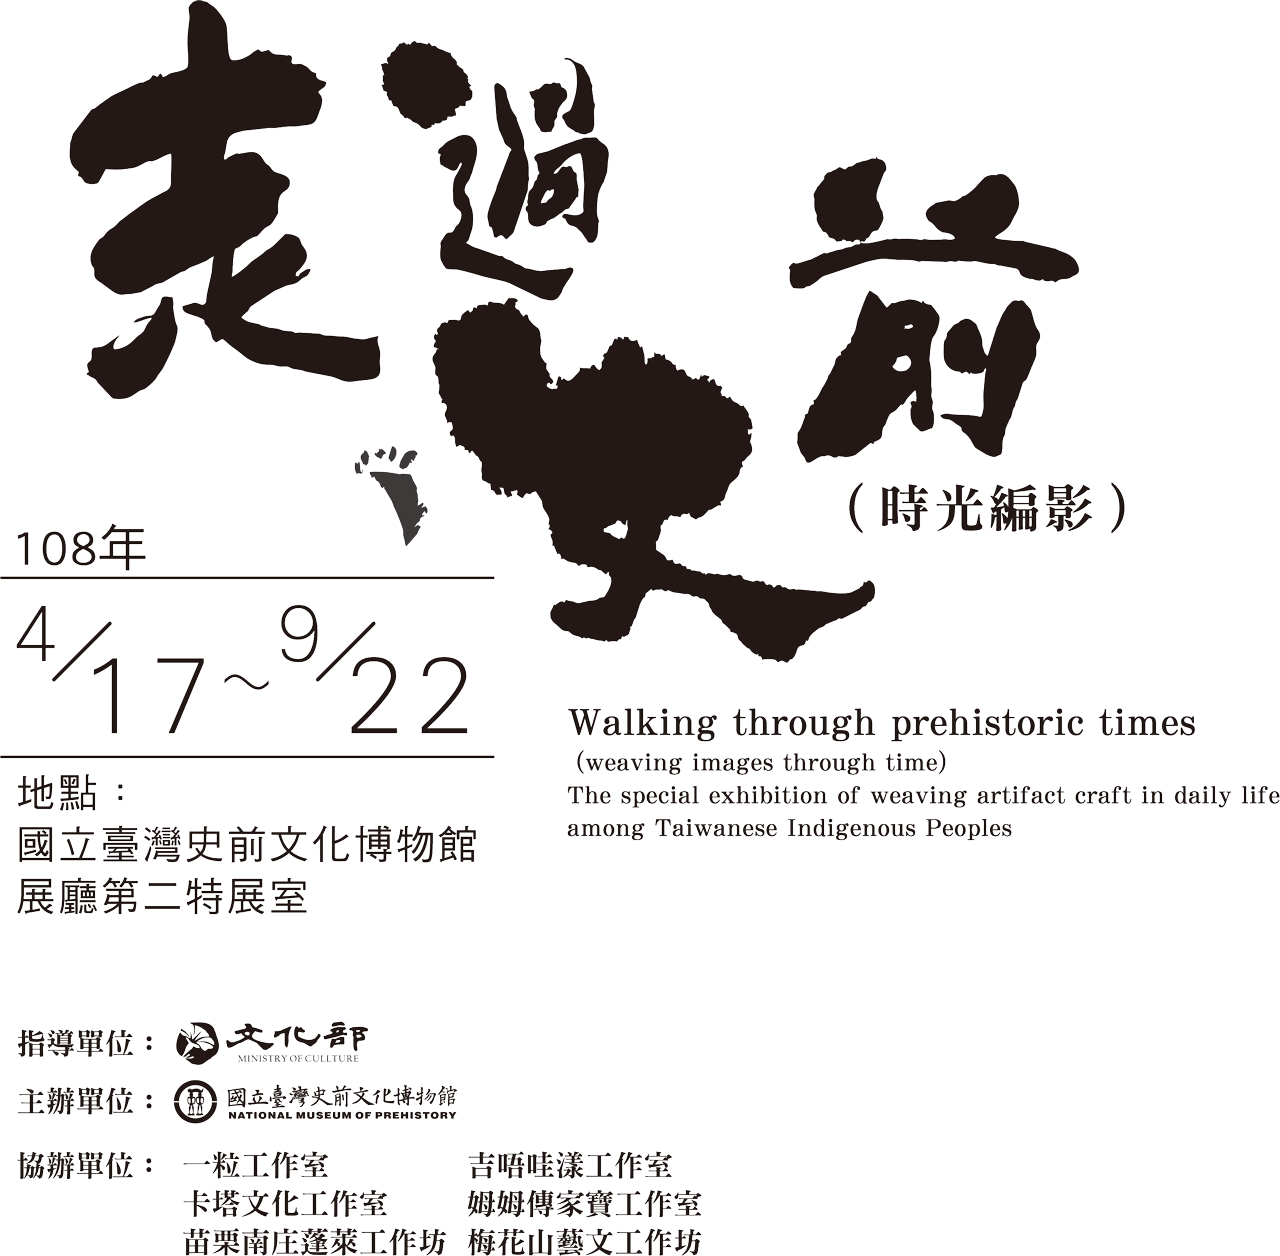 走過史前
（時光編影）
108年
4/17~9/22
地點：
國立臺灣史前文化博物館
展廳第二特展室
Walking through prehistoric times
(weaving images through time)
The special exhibition of weaving artifact craft in daily life
among Taiwanese Indigenous Peoples
指導單位：文化部
MINISTRY OF CULLTURE
主辦單位：國立臺灣史前文化博物館
NATIONAL MUSEUM OF PREHISTORY
協辦單位：一粒工作室 吉唔哇漾工作室
卡塔文化工作室 姆姆傳家寶工作室
苗栗南庄蓬萊工作坊 梅花山藝文工作坊